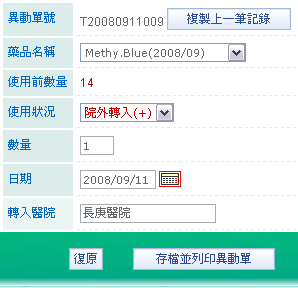 異動單號 T20080911009 複製上一筆記錄
藥品名稱 Methy.Blue(2008/09)
使用前數量 14
使用狀況 院外轉入(+)
數量 1
日期 2008/09/11
轉入醫院 長庚醫院
復原 存檔並列印異動單